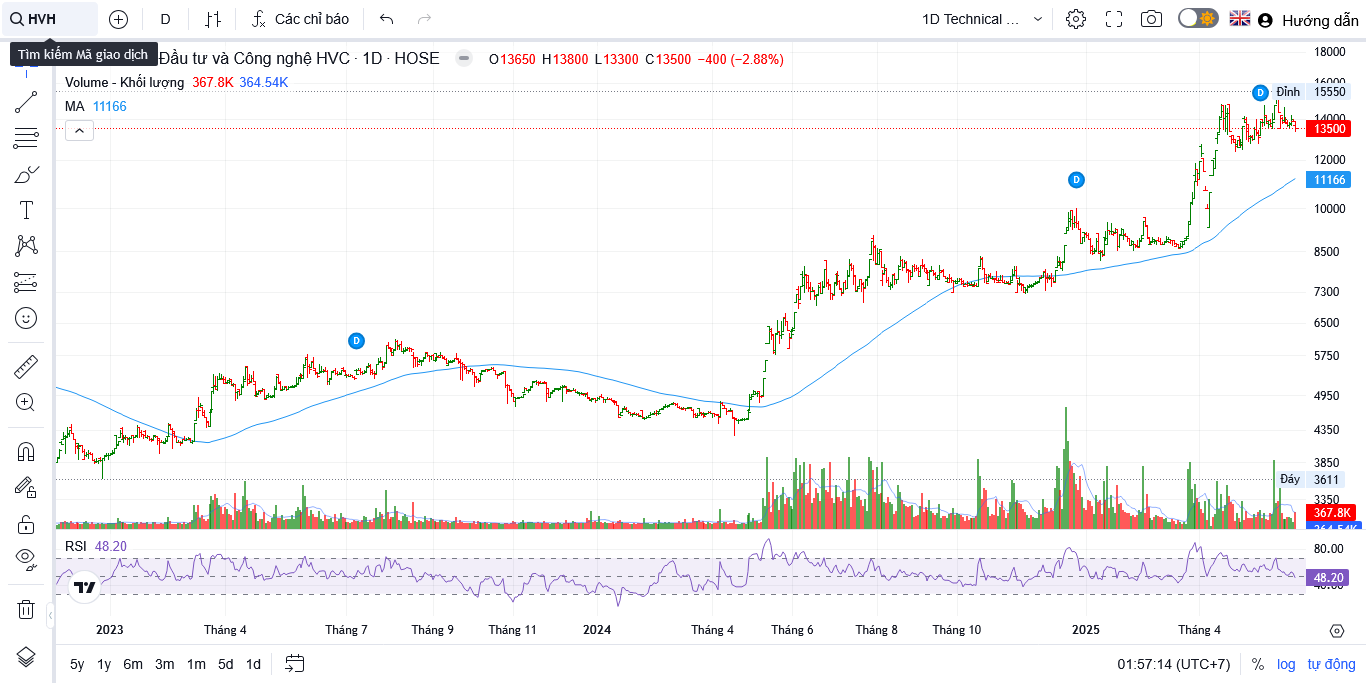 HVH
D
Các chỉ báo
1D Technical ...
Hướng dẫn
Tìm kiếm Mã giao dịch
Đầu tư và Công nghệ HVC · 1D · HOSE
O13650 H13800 L13300 C13500 −400 (−2.88%)
Volume - Khối lượng 367.8K 364.54K
MA 11166
18000
16000
Đỉnh 15550
14000
13500
12000
11166
10000
8500
7300
6500
5750
4950
4350
3850
Đáy 3611
3350
367.8K
364.54K
D
D
D
RSI 48.20
80.00
48.20
40.00
2023
Tháng 4
Tháng 7
Tháng 9
Tháng 11
2024
Tháng 4
Tháng 6
Tháng 8
Tháng 10
2025
Tháng 4
5y 1y 6m 3m 1m 5d 1d
01:57:14 (UTC+7)
% log tự động